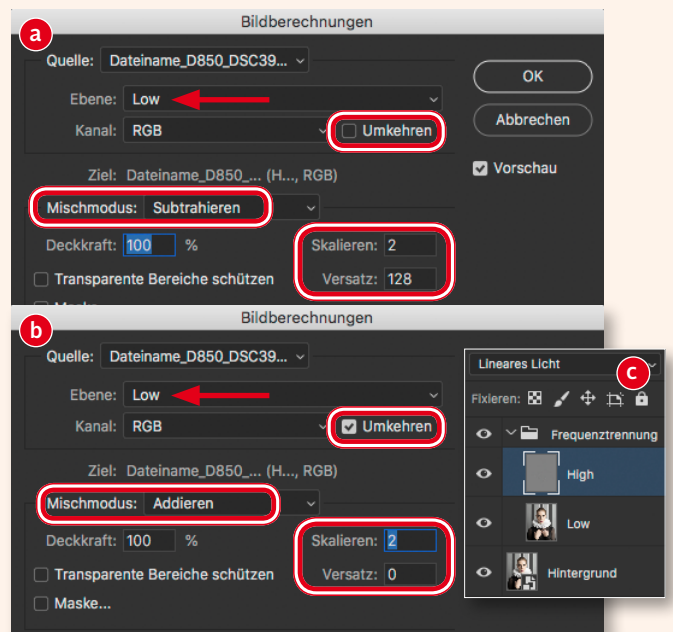 a
Bildberechnungen
Quelle: Dateiname_D850_DSC39...
OK
Ebene: Low
Kanal: RGB
Umkehren
Abbrechen
Ziel: Dateiname_D850_... (H..., RGB)
Vorschau
Mischmodus: Subtrahieren
Deckkraft: 100 %
Skalieren: 2
Transparente Bereiche schützen
Versatz: 128
b
Bildberechnungen
Quelle: Dateiname_D850_DSC39...
Ebene: Low
Kanal: RGB
Umkehren
Ziel: Dateiname_D850_... (H..., RGB)
Mischmodus: Addieren
Deckkraft: 100 %
Skalieren: 2
Transparente Bereiche schützen
Versatz: 0
Maske...
Lineares Licht
c
Fixieren:
Frequenztrennung
High
Low
Hintergrund